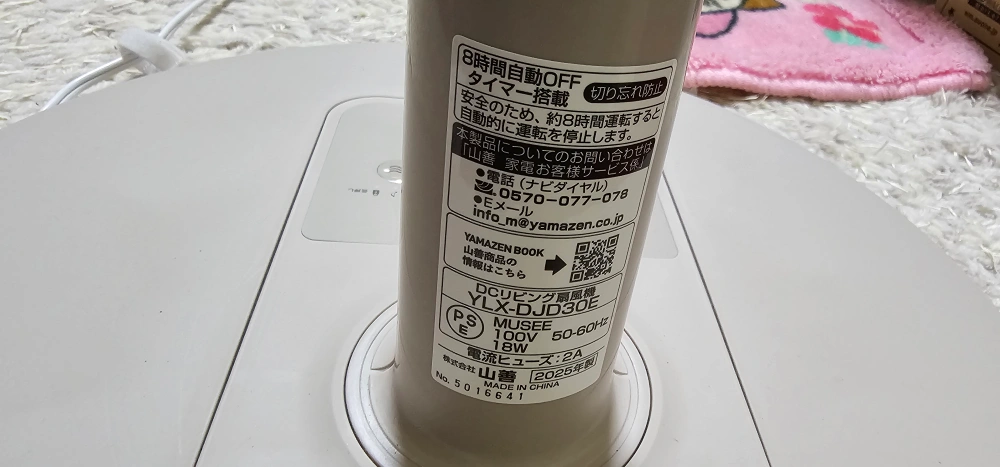 8時間自動OFF
タイマー搭載 切り忘れ防止
安全のため、約8時間運転すると
自動的に運転を停止します。
本製品についてのお問い合わせは
「山善 家電お客様サービス係」
●電話(ナビダイヤル)
0570-077-078
●Eメール
info_m@yamazen.co.jp
YAMAZEN BOOK
山善商品の
情報はこちら
DCリビング扇風機
YLX-DJD30E
PSE
MUSEE
100V 50-60Hz
18W
電流ヒューズ:2A
株式会社 山善 2025年製
MADE IN CHINA
No. 5016641